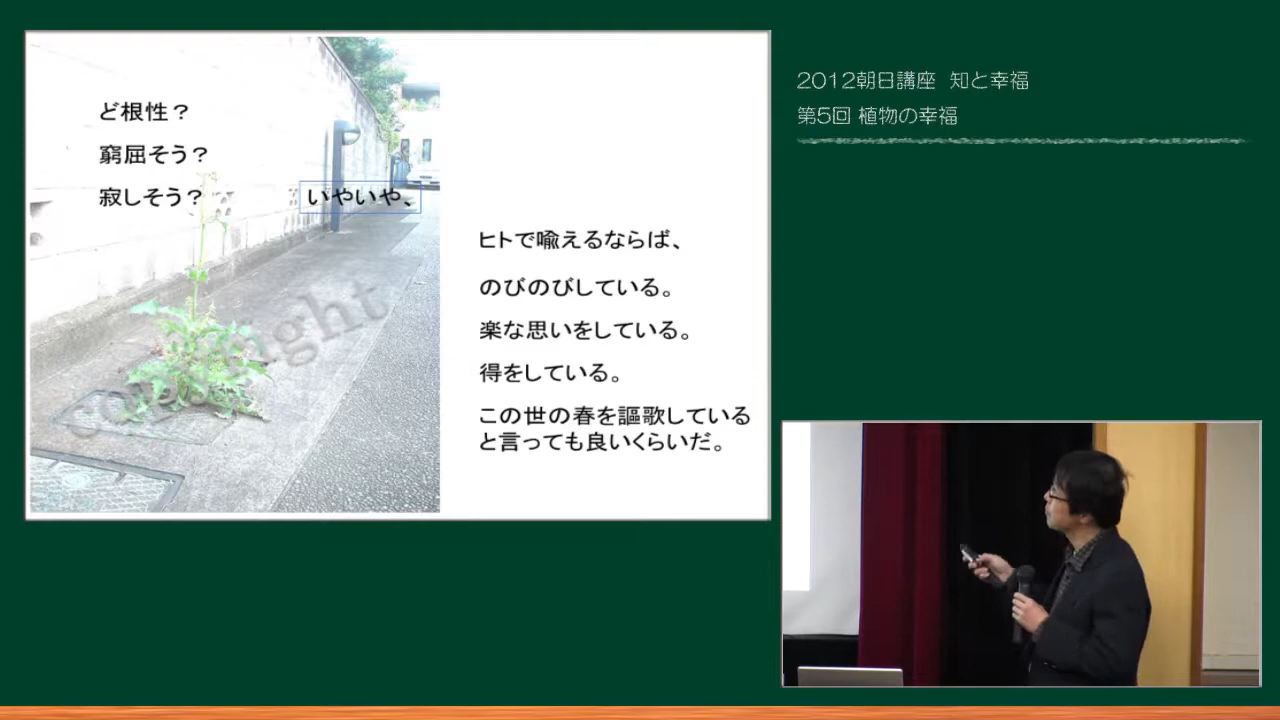 2012朝日講座 知と幸福
第5回 植物の幸福
ど根性？
窮屈そう？
寂しそう？
いやいや、
ヒトで喩えるならば、
のびのびしている。
楽な思いをしている。
得をしている。
この世の春を謳歌している
と言っても良いくらいだ。
copyright